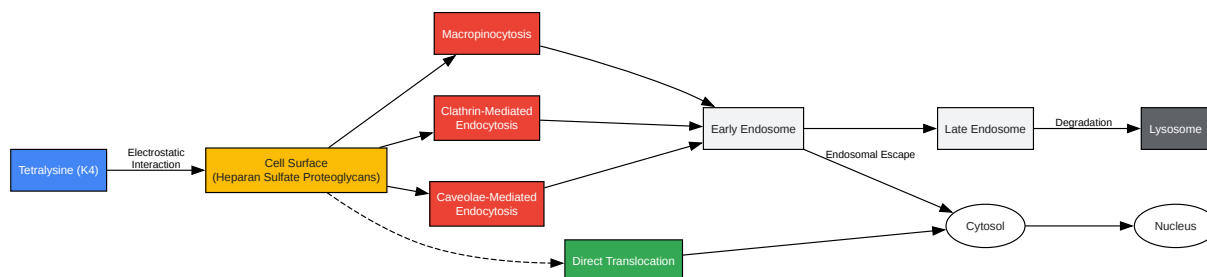 Macropinocytosis
Clathrin-Mediated
Endocytosis
Early Endosome
Late Endosome
Degradation
Lysosome
Tetralysine (K4)
Electrostatic
Interaction
Cell Surface
(Heparan Sulfate Proteoglycans)
Endosomal Escape
Caveolae-Mediated
Endocytosis
Cytosol
Nucleus
Direct Translocation